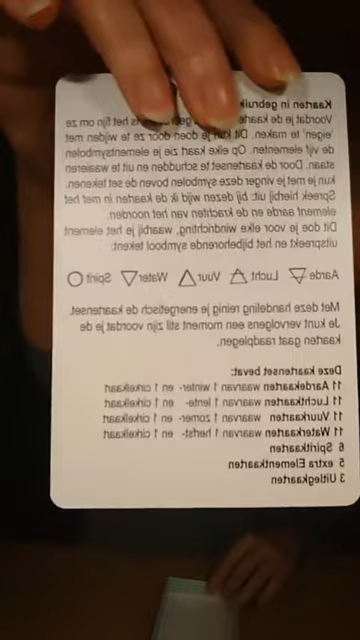 Kaarten in gebruik
Voordat je de kaarten is het fijn om ze
'eigen' te maken. Dit kun je doen door ze te wijden met
de vijf elementen. Op elke kaart zie je elementsymbolen
staan. Door de kaartenset te schudden en uit te waaieren
kun je met je vinger deze symbolen boven de set tekenen.
Spreek hierbij uit: bij dezen wijd ik de kaarten in met het
element aarde en de krachten van het noorden.
Dit doe je voor elke windrichting, waarbij je het element
uitspreekt en het bijbehorende symbool tekent:
Aarde Lucht Vuur Water Spirit
Met deze handeling reinig je energetisch de kaartenset.
Je kunt vervolgens een moment stil zijn voordat je de
kaarten gaat raadplegen.
Deze kaartenset bevat:
11 Aardekaarten waarvan 1 winter- en 1 cirkelkaart
11 Luchtkaarten waarvan 1 lente- en 1 cirkelkaart
11 Vuurkaarten waarvan 1 zomer- en 1 cirkelkaart
11 Waterkaarten waarvan 1 herfst- en 1 cirkelkaart
6 Spiritkaarten
5 extra Elementkaarten
3 Uitlegkaarten